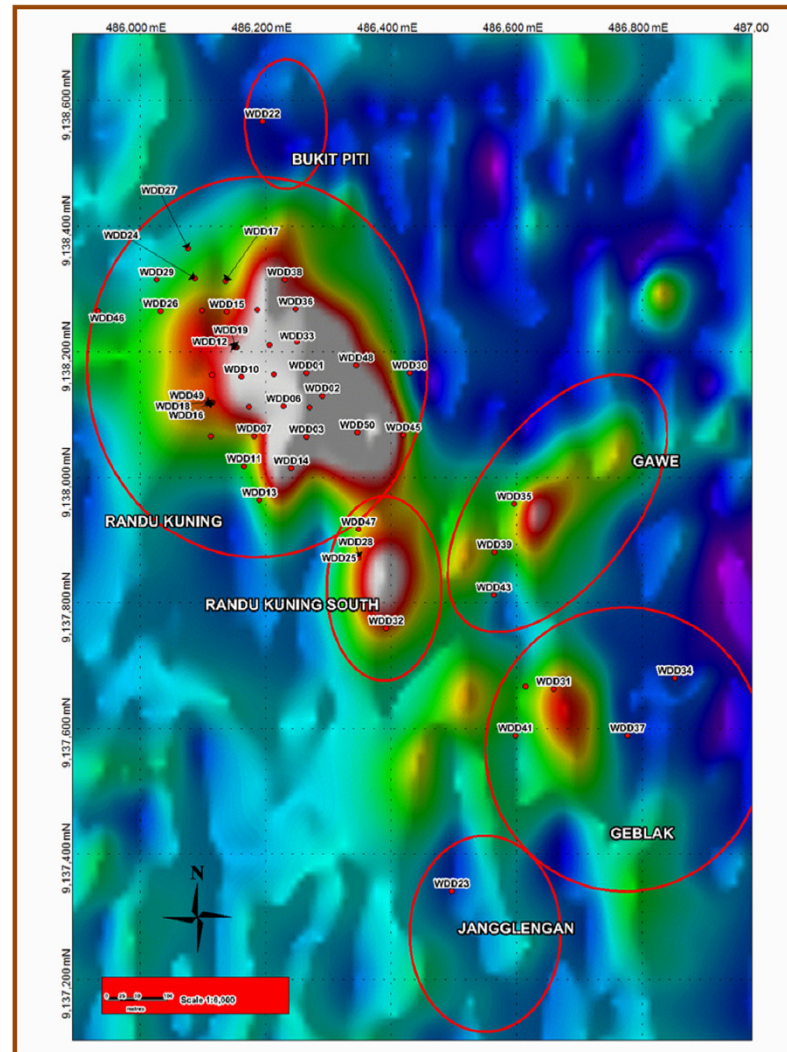 486,000 mE 486,200 mE 486,400 mE 486,600 mE 486,800 mE 487,00
9,138,600 mN
WDD22
BUKIT PITI
WDD27
9,138,400 mN
WDD24
WDD17
WDD29
WDD38
WDD46
WDD26
WDD15
WDD36
WDD19
WDD12
WDD33
9,138,200 mN
WDD48
WDD30
WDD10
WDD01
WDD02
WDD49
WDD18
WDD16
WDD06
WDD07
WDD03
WDD50
WDD45
WDD11
WDD14
GAWE
9,138,000 mN
WDD13
WDD35
RANDU KUNING
WDD47
WDD28
WDD25
WDD39
WDD43
9,137,800 mN
RANDU KUNING SOUTH
WDD32
WDD34
WDD31
9,137,600 mN
WDD41
WDD37
GEBLAK
9,137,400 mN
WDD23
N
JANGGLENGAN
9,137,200 mN
0
metres
Scale 1:6,000